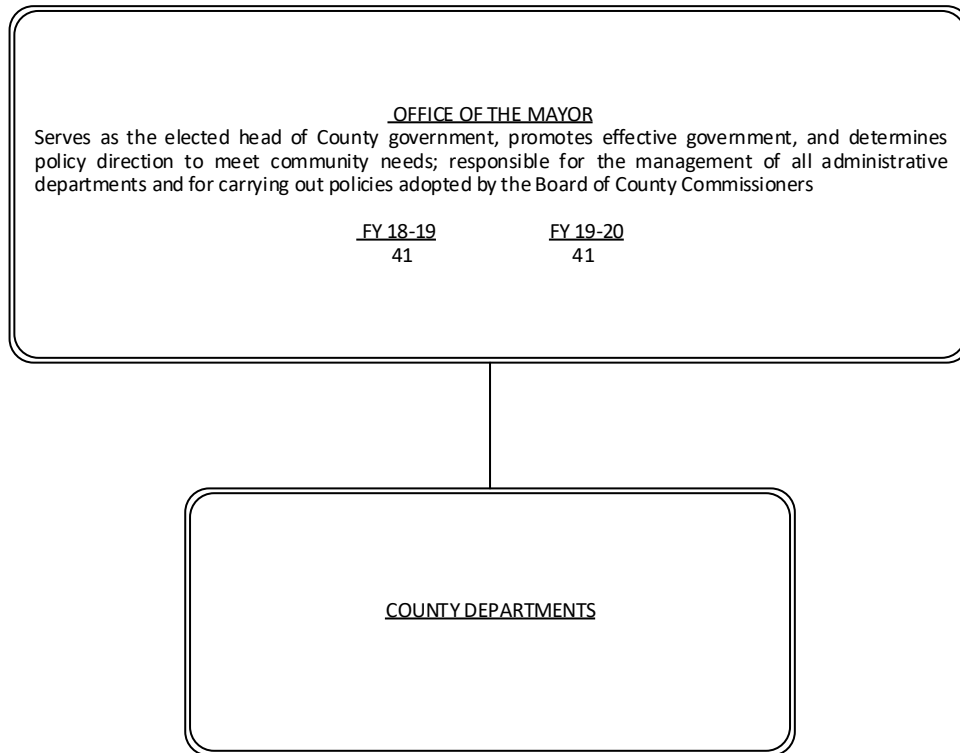 OFFICE OF THE MAYOR
Serves as the elected head of County government, promotes effective government, and determines
policy direction to meet community needs; responsible for the management of all administrative
departments and for carrying out policies adopted by the Board of County Commissioners
FY 18-19 FY 19-20
41 41
COUNTY DEPARTMENTS